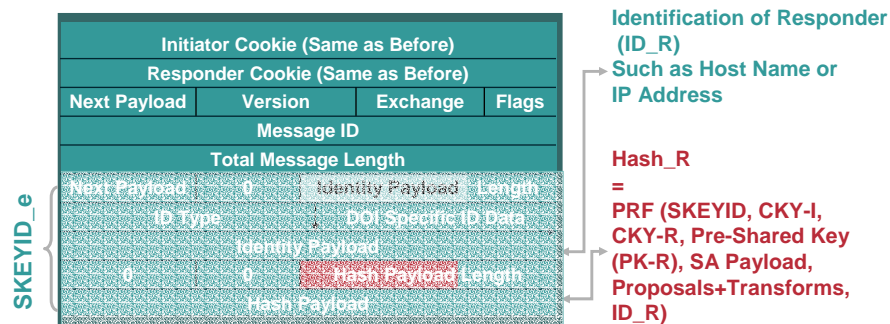 Initiator Cookie (Same as Before)
Responder Cookie (Same as Before)
Next Payload Version Exchange Flags
Message ID
Total Message Length
Next Payload 0 Identity Payload Length
ID Type DOI Specific ID Data
Identity Payload
0 0 Hash Payload Length
Hash Payload
SKEYID_e
Identification of Responder
(ID_R)
Such as Host Name or
IP Address
Hash_R
=
PRF (SKEYID, CKY-I,
CKY-R, Pre-Shared Key
(PK-R), SA Payload,
Proposals+Transforms,
ID_R)